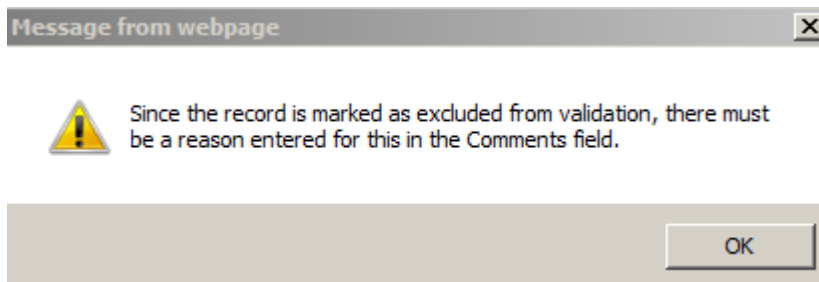 Message from webpage
Since the record is marked as excluded from validation, there must
be a reason entered for this in the Comments field.
OK